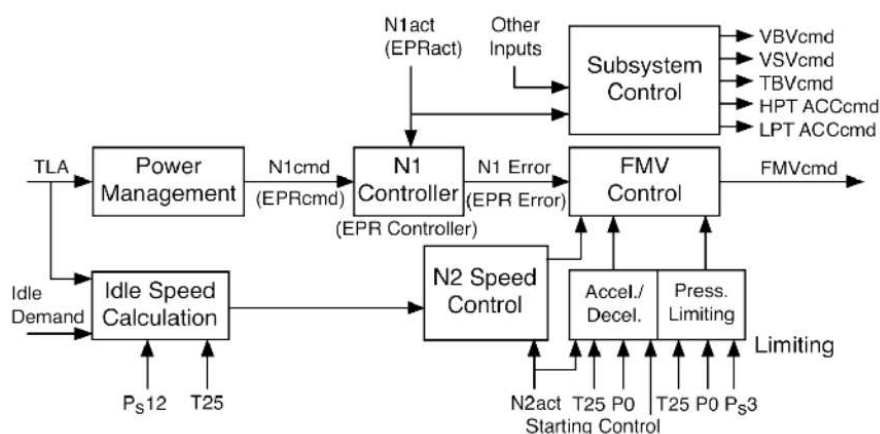 N1act
(EPRact)
Other
Inputs
Subsystem
Control
VBVcmd
VSVcmd
TBVcmd
HPT ACCcmd
LPT ACCcmd
TLA
Power
Management
N1cmd
(EPRcmd)
N1
Controller
(EPR Controller)
N1 Error
(EPR Error)
FMV
Control
FMVcmd
Idle
Demand
Idle Speed
Calculation
N2 Speed
Control
Accel./
Decel.
Press.
Limiting
Limiting
PS12
T25
N2act
T25
P0
T25
P0
PS3
Starting Control